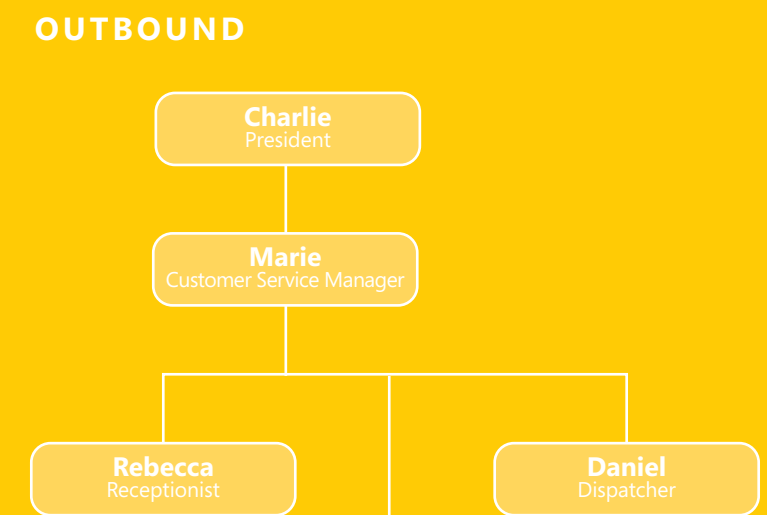 OUTBOUND
Charlie
President
Marie
Customer Service Manager
Rebecca
Receptionist
Daniel
Dispatcher